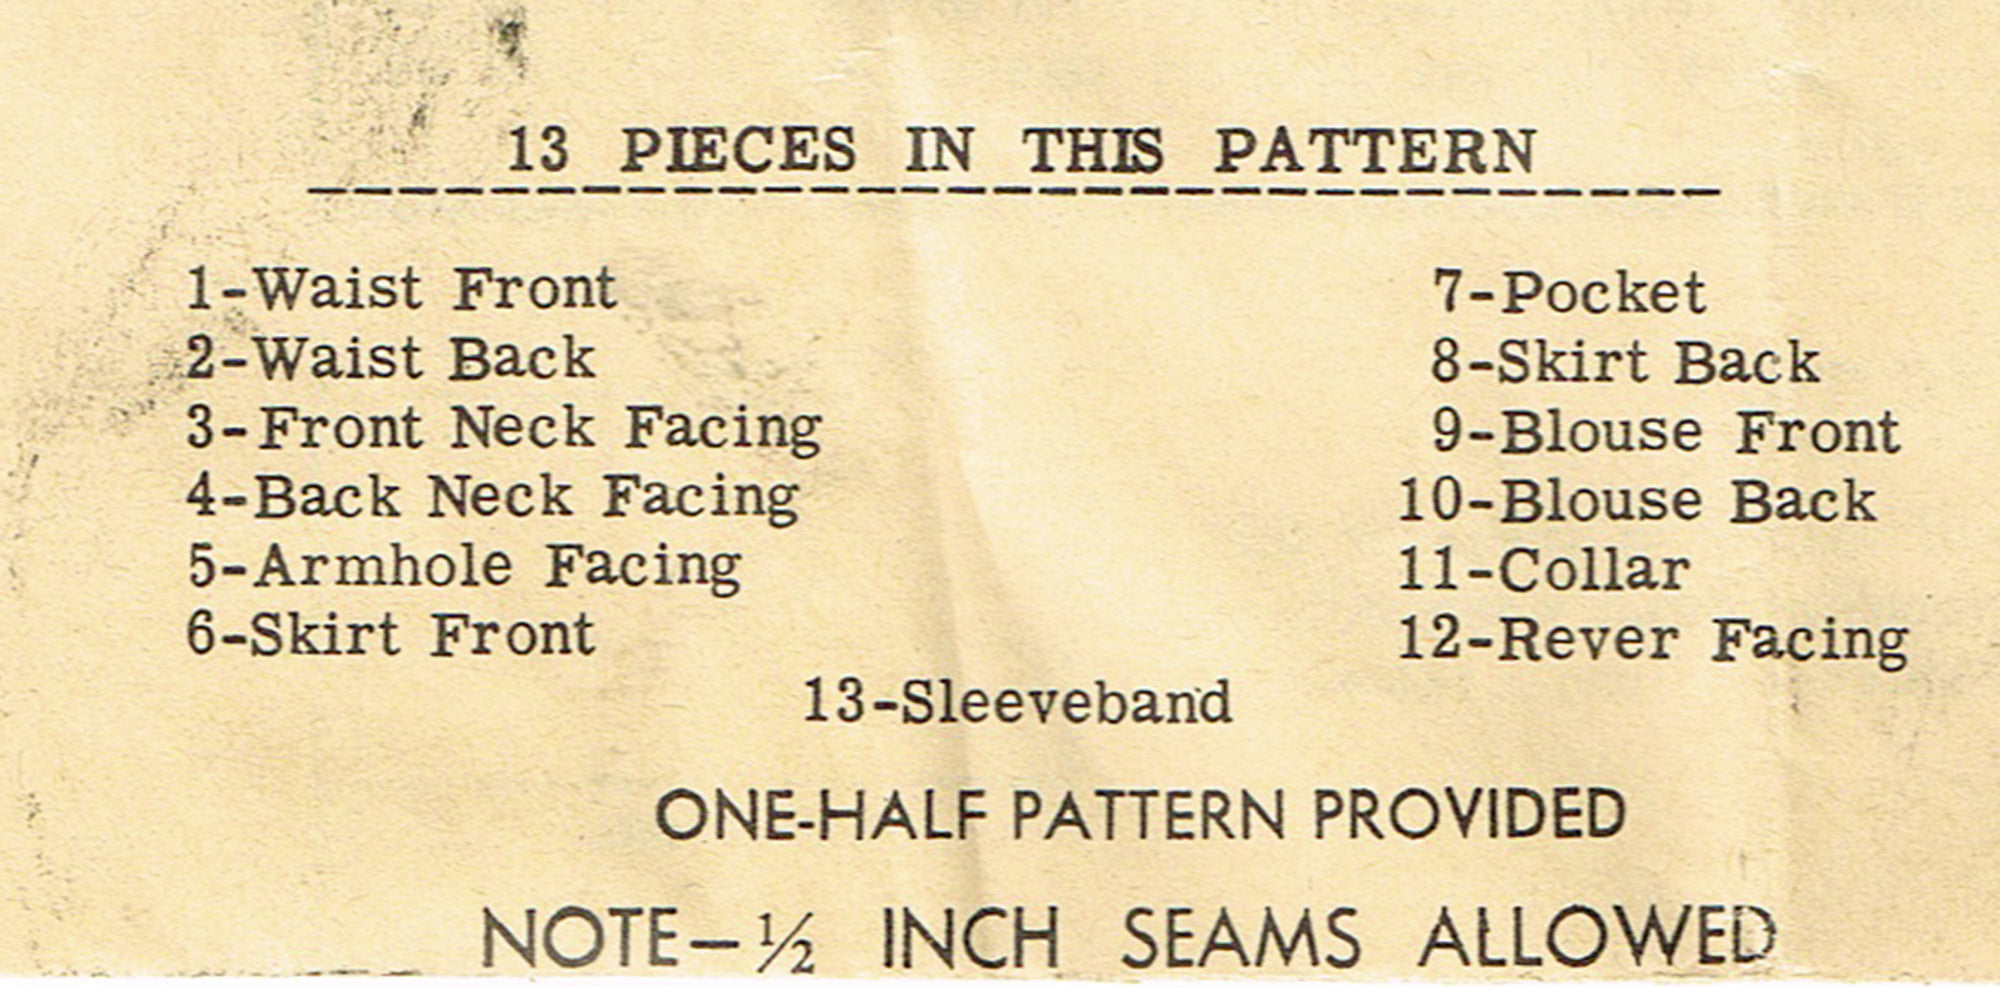 13 PIECES IN THIS PATTERN
1-Waist Front
2-Waist Back
3-Front Neck Facing
4-Back Neck Facing
5-Armhole Facing
6-Skirt Front
7-Pocket
8-Skirt Back
9-Blouse Front
10-Blouse Back
11-Collar
12-Rever Facing
13-Sleeveband
ONE-HALF PATTERN PROVIDED
NOTE-½ INCH SEAMS ALLOWED